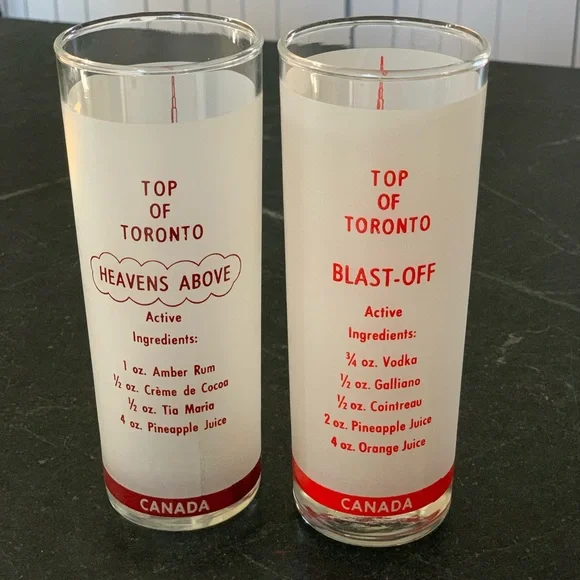 TOP
OF
TORONTO
HEAVENS ABOVE
Active
Ingredients:
1 oz. Amber Rum
½ oz. Crème de Cocoa
½ oz. Tia Maria
4 oz. Pineapple Juice
CANADA
TOP
OF
TORONTO
BLAST-OFF
Active
Ingredients:
¾ oz. Vodka
½ oz. Galliano
½ oz. Cointreau
2 oz. Pineapple Juice
4 oz. Orange Juice
CANADA